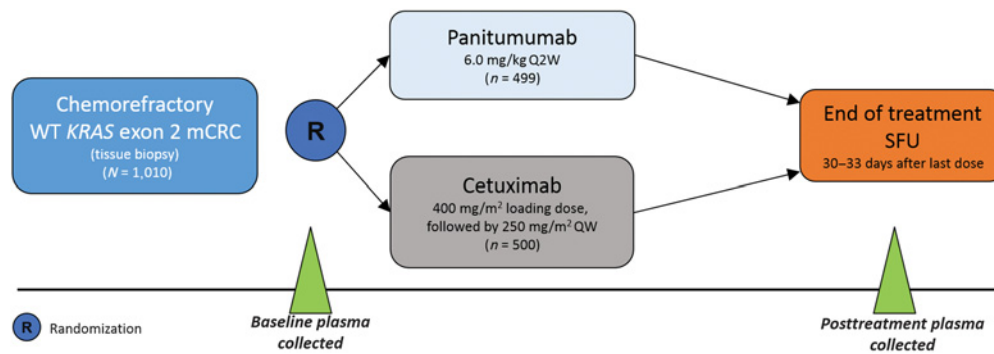 Chemorefractory
WT KRAS exon 2 mCRC
(tissue biopsy)
(N = 1,010)
R
Panitumumab
6.0 mg/kg Q2W
(n = 499)
Cetuximab
400 mg/m² loading dose,
followed by 250 mg/m² QW
(n = 500)
End of treatment
SFU
30–33 days after last dose
R Randomization
Baseline plasma
collected
Posttreatment plasma
collected